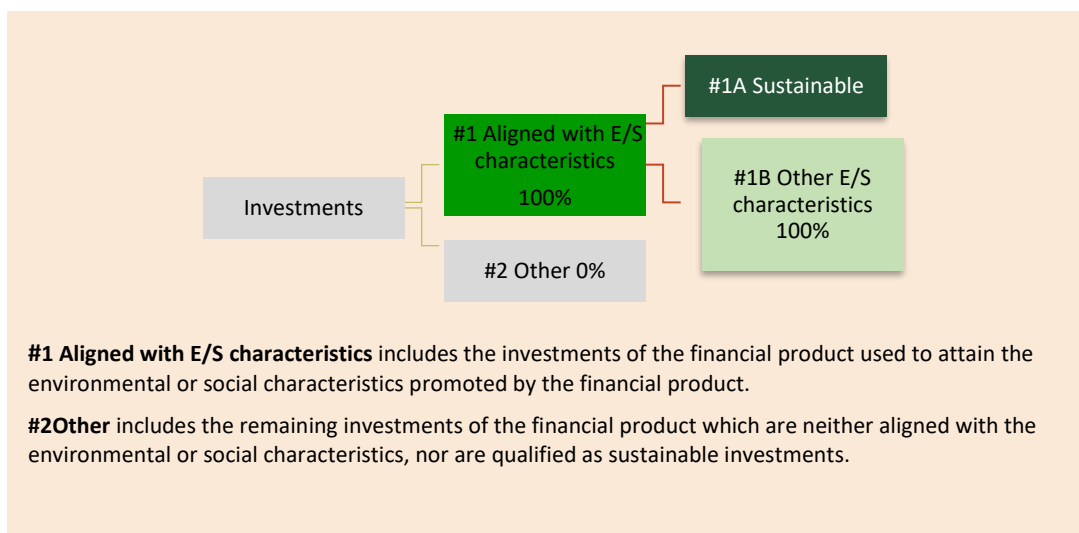 #1A Sustainable
#1 Aligned with E/S
characteristics
100%
#1B Other E/S
characteristics
100%
Investments
#2 Other 0%
#1 Aligned with E/S characteristics includes the investments of the financial product used to attain the
environmental or social characteristics promoted by the financial product.
#2Other includes the remaining investments of the financial product which are neither aligned with the
environmental or social characteristics, nor are qualified as sustainable investments.